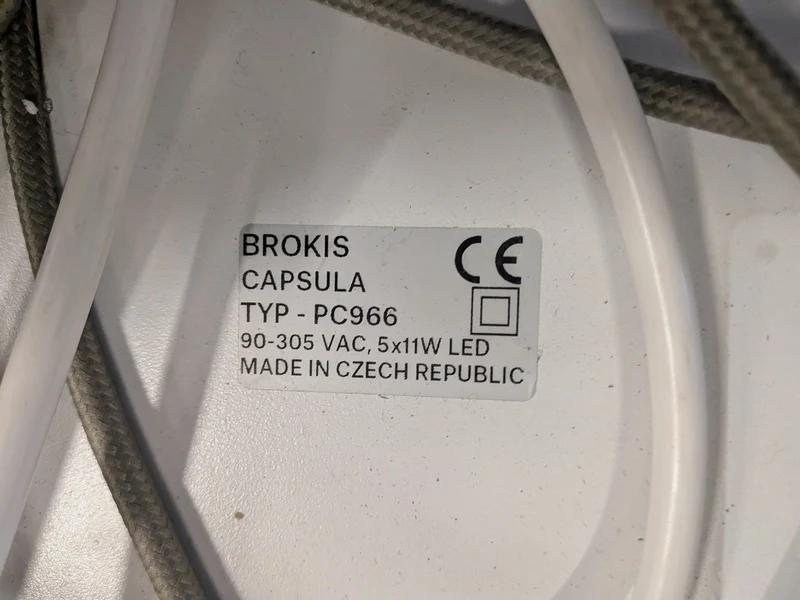 BROKIS
CAPSULA
TYP - PC966
90-305 VAC, 5x11W LED
MADE IN CZECH REPUBLIC
CE